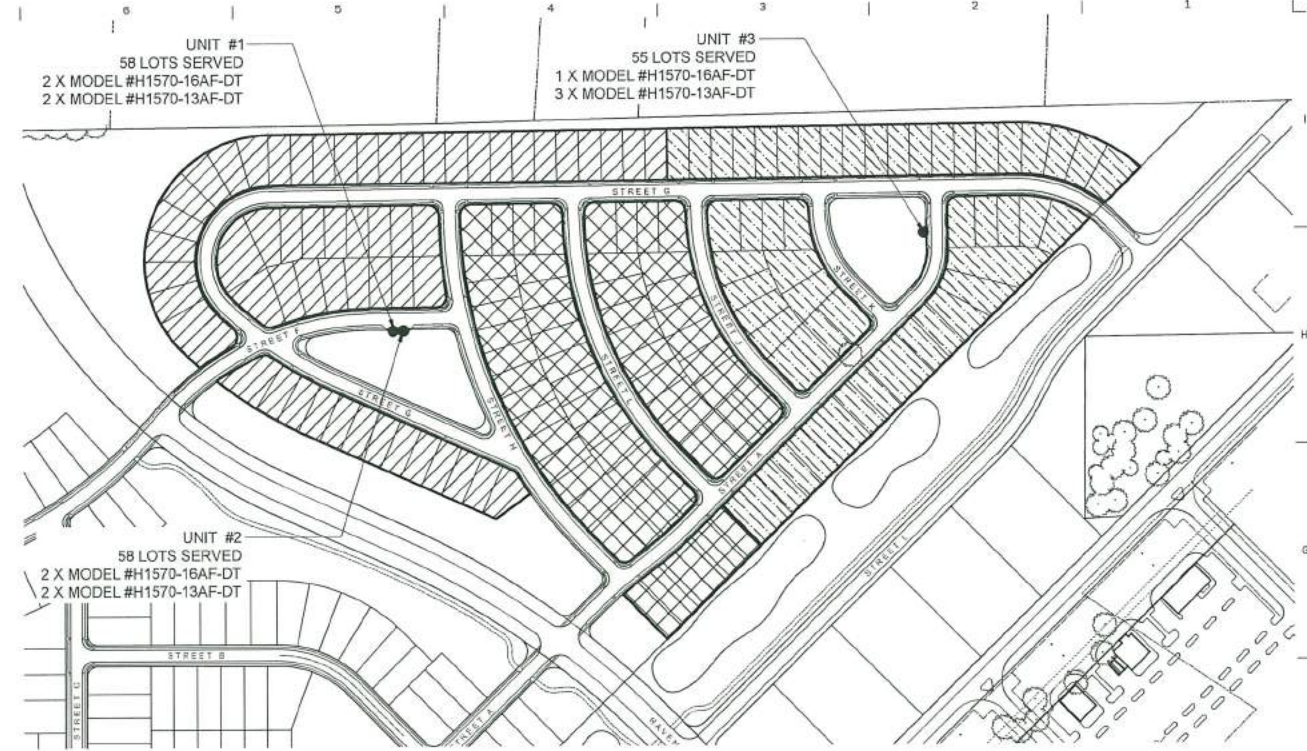 6 5 4 3 2 1
UNIT #1
58 LOTS SERVED
2 X MODEL #H1570-16AF-DT
2 X MODEL #H1570-13AF-DT
UNIT #3
55 LOTS SERVED
1 X MODEL #H1570-16AF-DT
3 X MODEL #H1570-13AF-DT
STREET G
STREET K
STREET J
STREET F
STREET L
STREET G
STREET H
STREET A
H
UNIT #2
58 LOTS SERVED
2 X MODEL #H1570-16AF-DT
2 X MODEL #H1570-13AF-DT
G
STREET L
STREET B
STREET C
STREET A